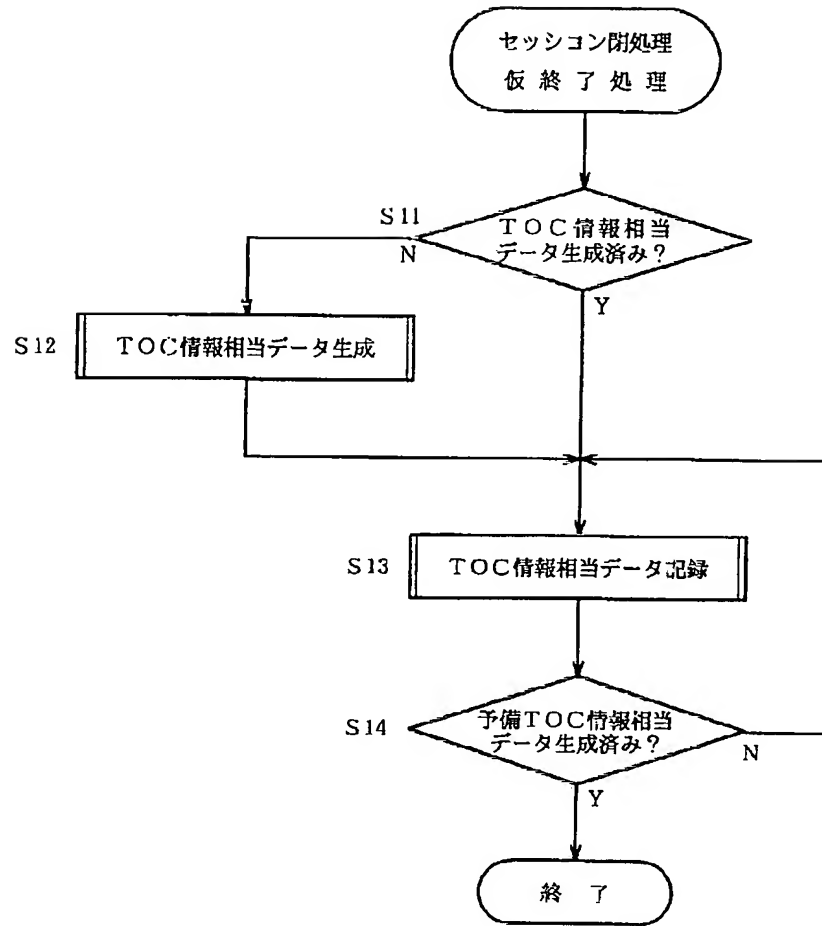 セッション閉処理
仮終了処理
S11
TOC情報相当
データ生成済み?
N
Y
S12
TOC情報相当データ生成
S13
TOC情報相当データ記録
S14
予備TOC情報相当
データ生成済み?
N
Y
終了